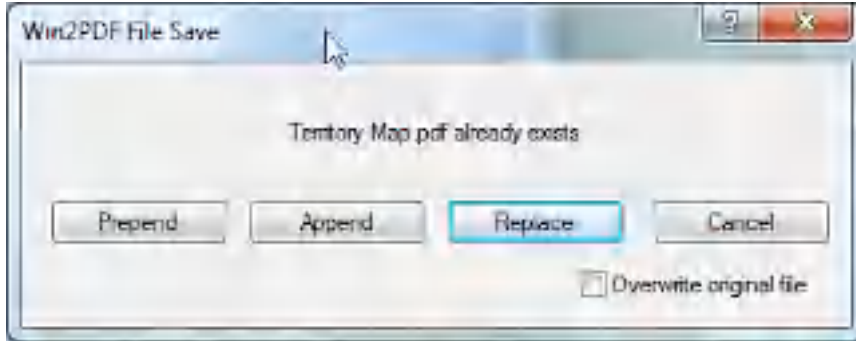 Win2PDF File Save
Territory Map.pdf already exists
Prepend Append Replace Cancel
Overwrite original file